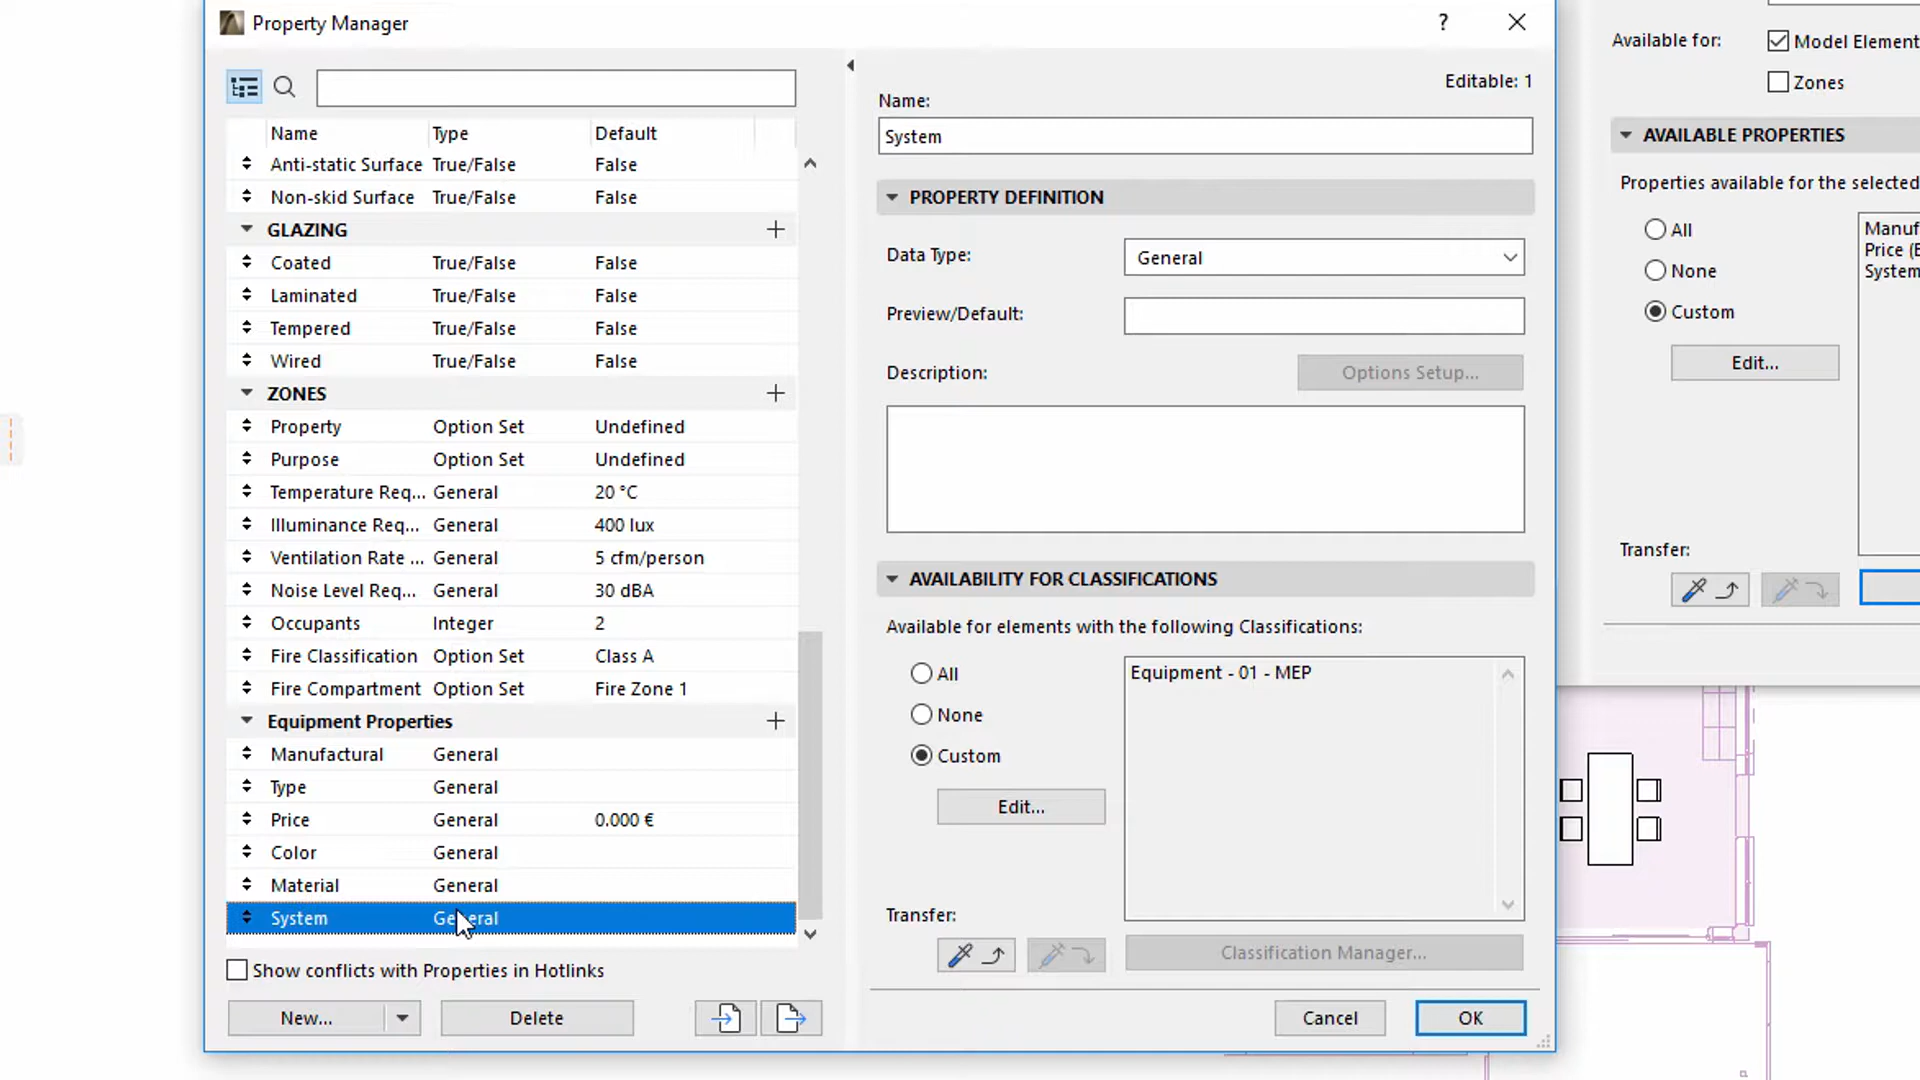 Property Manager
?
Name Type Default
Anti-static Surface True/False False
Non-skid Surface True/False False
GLAZING
Coated True/False False
Laminated True/False False
Tempered True/False False
Wired True/False False
ZONES
Property Option Set Undefined
Purpose Option Set Undefined
Temperature Req... General 20 °C
Illuminance Req... General 400 lux
Ventilation Rate ... General 5 cfm/person
Noise Level Req... General 30 dBA
Occupants Integer 2
Fire Classification Option Set Class A
Fire Compartment Option Set Fire Zone 1
Equipment Properties
Manufactural General
Type General
Price General 0.000 €
Color General
Material General
System General
Show conflicts with Properties in Hotlinks
New... Delete
Editable: 1
Name:
System
PROPERTY DEFINITION
Data Type: General
Preview/Default:
Description: Options Setup...
AVAILABILITY FOR CLASSIFICATIONS
Available for elements with the following Classifications:
All
None
Custom
Edit...
Equipment - 01 - MEP
Transfer:
Classification Manager...
Cancel OK
Available for: Model Element
Zones
AVAILABLE PROPERTIES
Properties available for the selected
All
None
Custom
Edit...
Manuf
Price (E
System
Transfer: